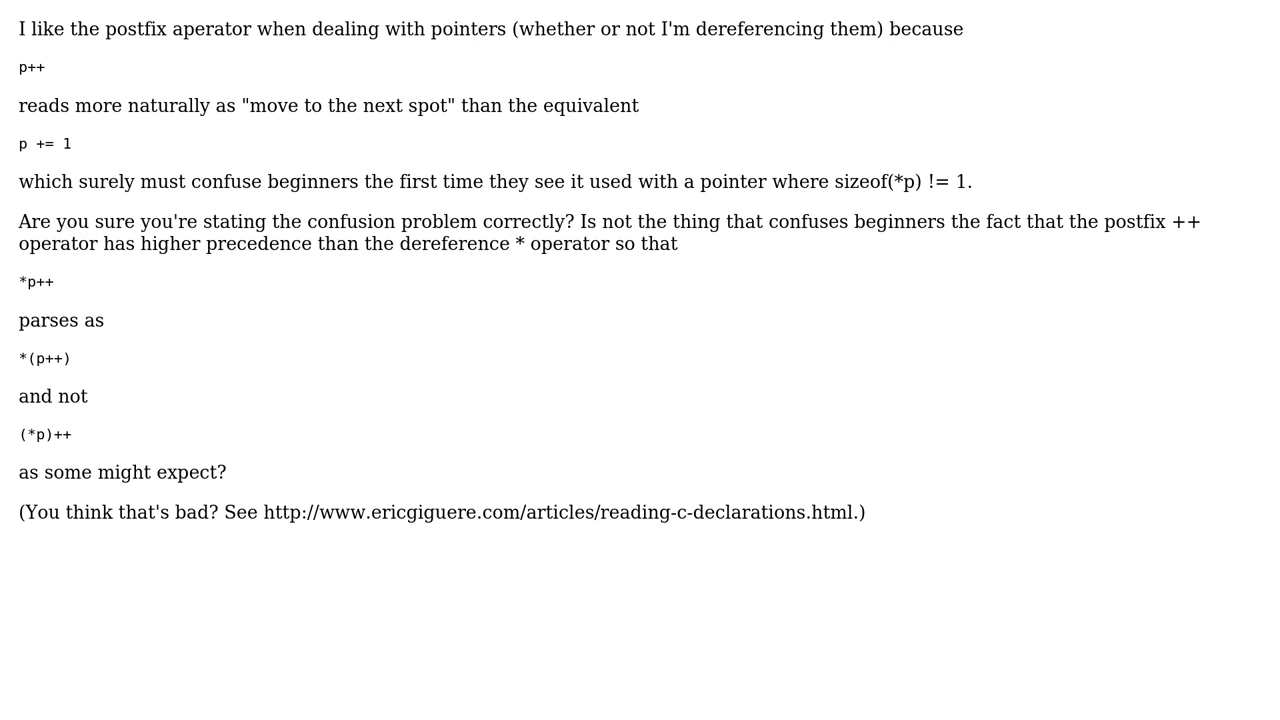 I like the postfix aperator when dealing with pointers (whether or not I'm dereferencing them) because
p++
reads more naturally as "move to the next spot" than the equivalent
p += 1
which surely must confuse beginners the first time they see it used with a pointer where sizeof(*p) != 1.
Are you sure you're stating the confusion problem correctly? Is not the thing that confuses beginners the fact that the postfix ++
operator has higher precedence than the dereference * operator so that
*p++
parses as
*(p++)
and not
(*p)++
as some might expect?
(You think that's bad? See http://www.ericgiguere.com/articles/reading-c-declarations.html.)